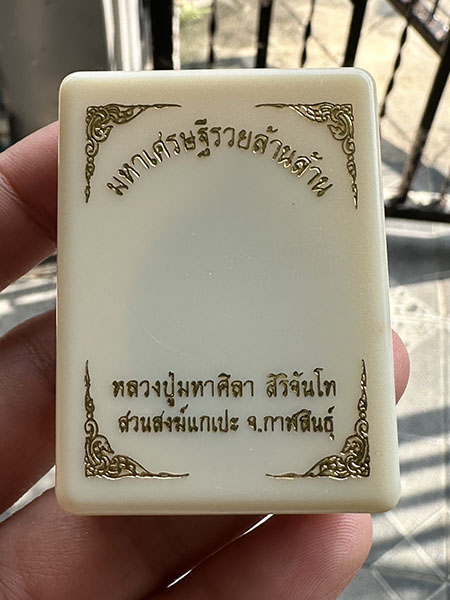 มหาเศรษฐีรวยล้านล้าน
หลวงปู่มหาศิลา สิริจันโท
สวนสงฆ์แกเปะ จ.กาฬสินธุ์